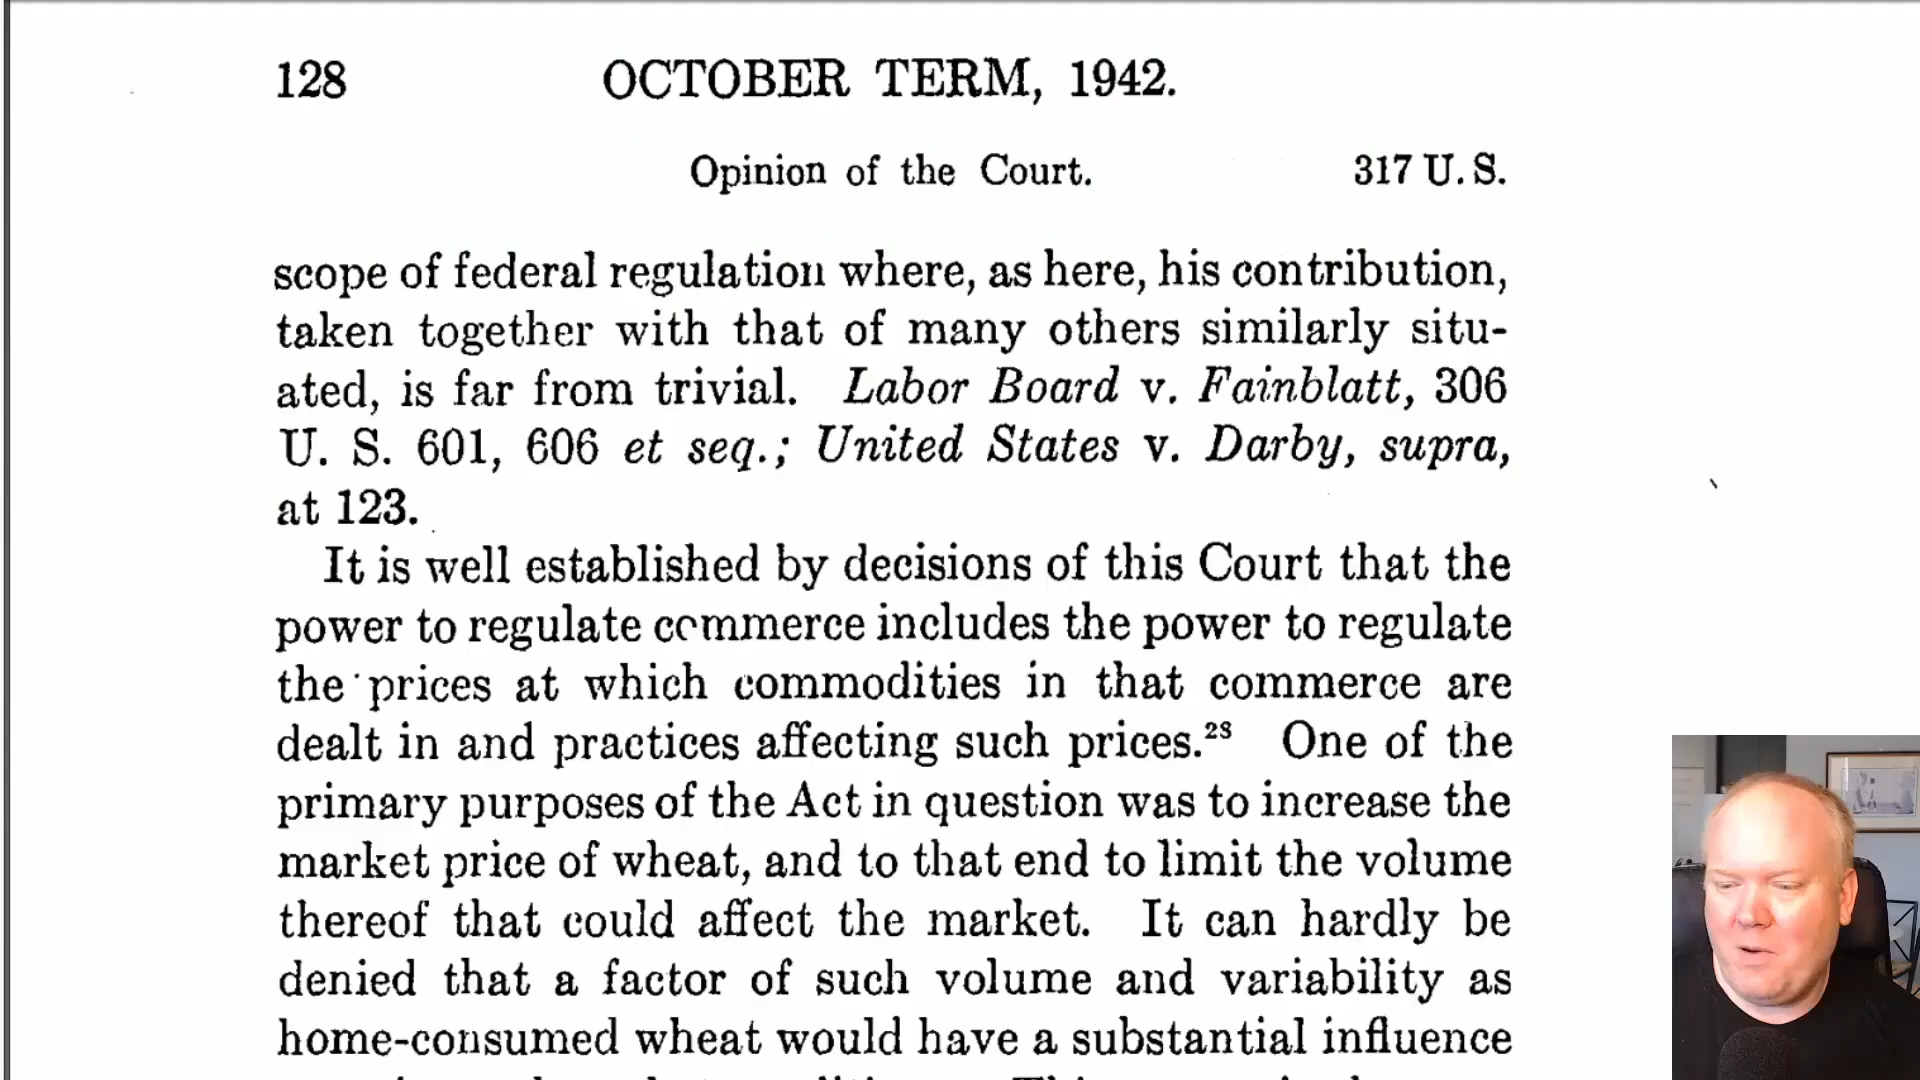 128 OCTOBER TERM, 1942.
Opinion of the Court. 317 U. S.
scope of federal regulation where, as here, his contribution,
taken together with that of many others similarly situ-
ated, is far from trivial. Labor Board v. Fainblatt, 306
U. S. 601, 606 et seq.; United States v. Darby, supra,
at 123.
It is well established by decisions of this Court that the
power to regulate commerce includes the power to regulate
the prices at which commodities in that commerce are
dealt in and practices affecting such prices.²⁸ One of the
primary purposes of the Act in question was to increase the
market price of wheat, and to that end to limit the volume
thereof that could affect the market. It can hardly be
denied that a factor of such volume and variability as
home-consumed wheat would have a substantial influence